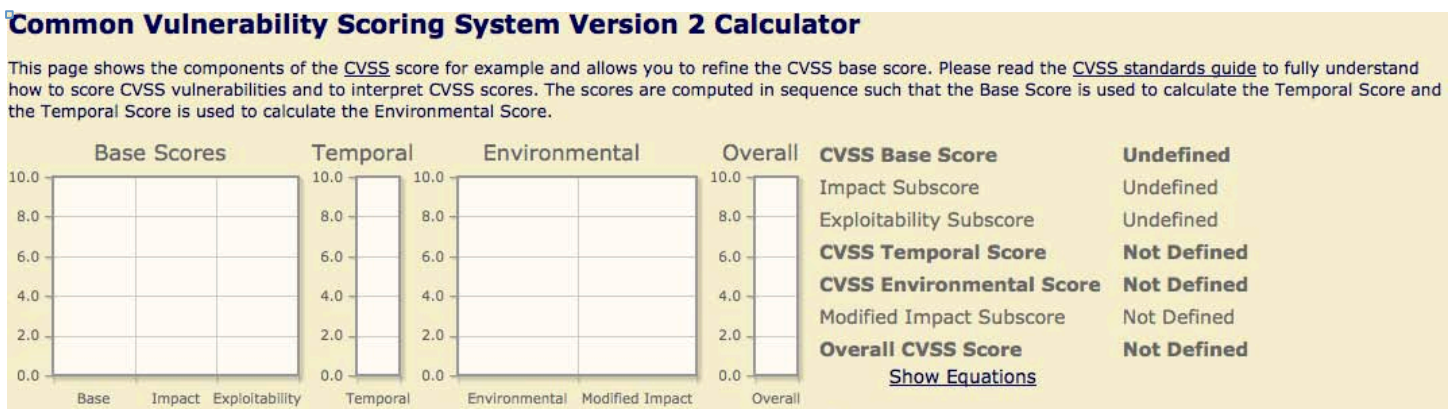 Common Vulnerability Scoring System Version 2 Calculator
This page shows the components of the CVSS score for example and allows you to refine the CVSS base score. Please read the CVSS standards guide to fully understand
how to score CVSS vulnerabilities and to interpret CVSS scores. The scores are computed in sequence such that the Base Score is used to calculate the Temporal Score and
the Temporal Score is used to calculate the Environmental Score.
Base Scores
10.0
8.0
6.0
4.0
2.0
0.0
Base Impact Exploitability
Temporal
10.0
8.0
6.0
4.0
2.0
0.0
Temporal
Environmental
10.0
8.0
6.0
4.0
2.0
0.0
Environmental Modified Impact
Overall
10.0
8.0
6.0
4.0
2.0
0.0
Overall
CVSS Base Score Undefined
Impact Subscore Undefined
Exploitability Subscore Undefined
CVSS Temporal Score Not Defined
CVSS Environmental Score Not Defined
Modified Impact Subscore Not Defined
Overall CVSS Score Not Defined
Show Equations